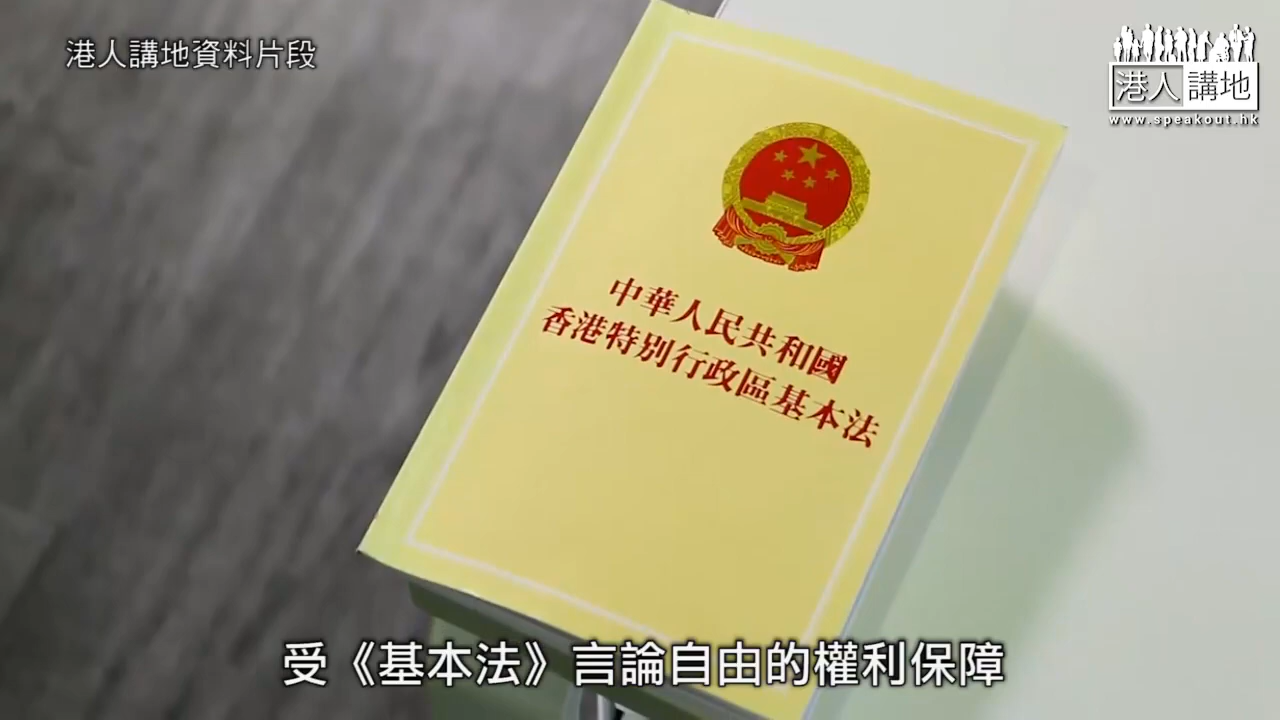 港人講地資料片段
港人講地
www.speakout.hk
中華人民共和國
香港特別行政區基本法
受《基本法》言論自由的權利保障